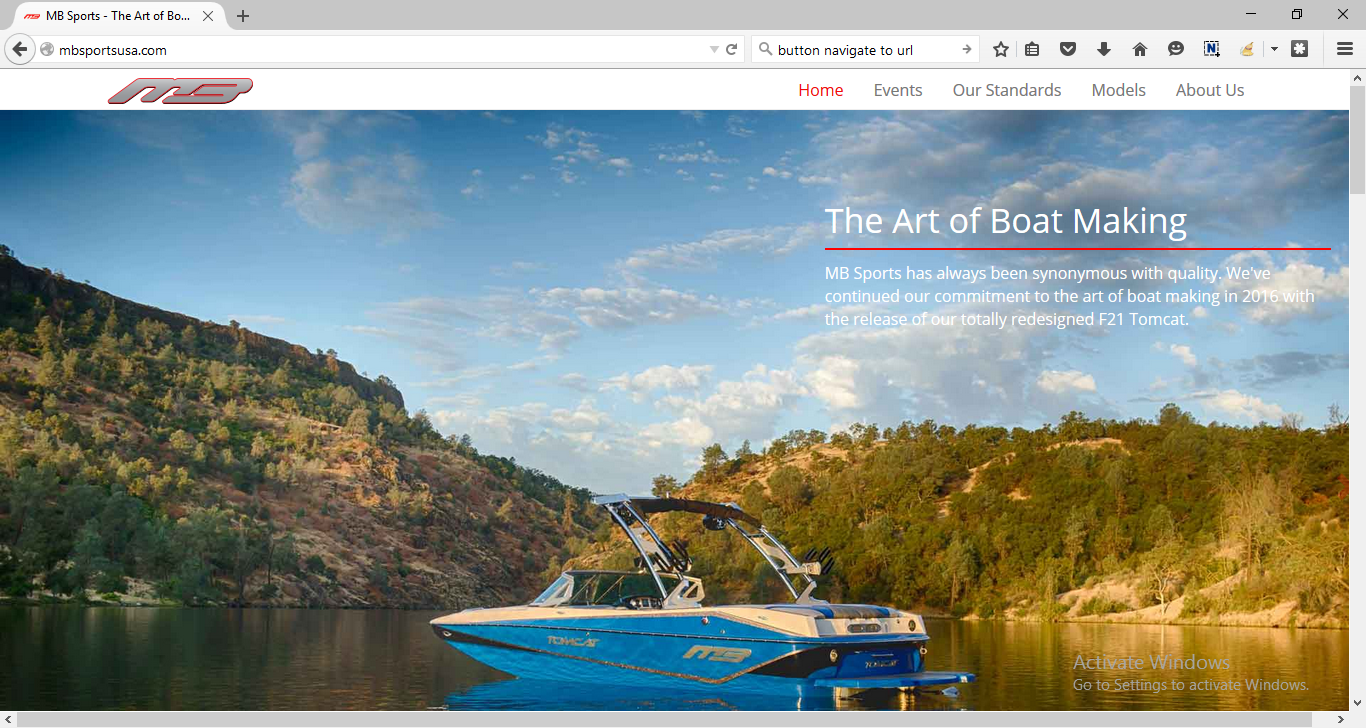 MB Sports - The Art of Bo...
mbsportsusa.com
button navigate to url
MB
Home
Events
Our Standards
Models
About Us
The Art of Boat Making
MB Sports has always been synonymous with quality. We've
continued our commitment to the art of boat making in 2016 with
the release of our totally redesigned F21 Tomcat.
TOMCAT
MB
TOMCAT
Activate Windows
Go to Settings to activate Windows.